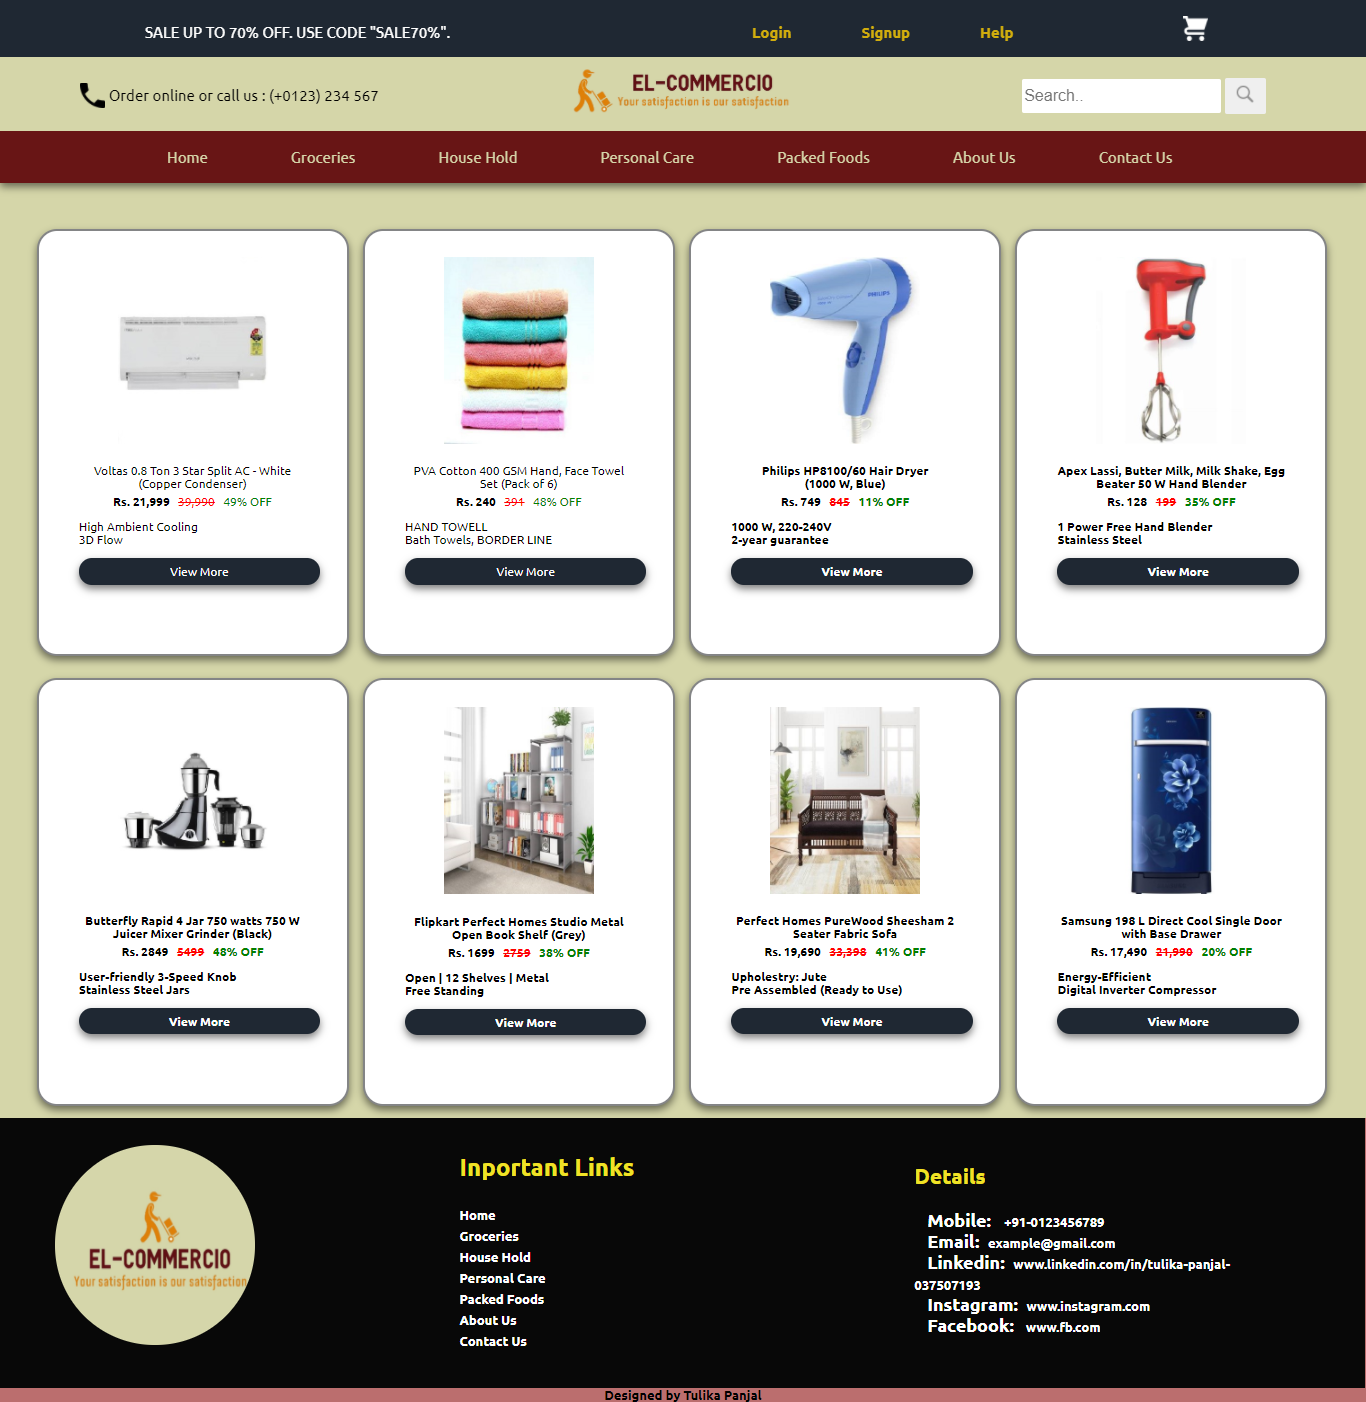 SALE UP TO 70% OFF. USE CODE "SALE70%".
Login
Signup
Help
Order online or call us : (+0123) 234 567
EL-COMMERCIO
Your satisfaction is our satisfaction
Search..
Home
Groceries
House Hold
Personal Care
Packed Foods
About Us
Contact Us
Voltas 0.8 Ton 3 Star Split AC - White
(Copper Condenser)
Rs. 21,999 39,990 49% OFF
High Ambient Cooling
3D Flow
View More
PVA Cotton 400 GSM Hand, Face Towel
Set (Pack of 6)
Rs. 240 391 48% OFF
HAND TOWELL
Bath Towels, BORDER LINE
View More
PHILIPS
Philips HP8100/60 Hair Dryer
(1000 W, Blue)
Rs. 749 845 11% OFF
1000 W, 220-240V
2-year guarantee
View More
Apex Lassi, Butter Milk, Milk Shake, Egg
Beater 50 W Hand Blender
Rs. 128 199 35% OFF
1 Power Free Hand Blender
Stainless Steel
View More
Butterfly Rapid 4 Jar 750 watts 750 W
Juicer Mixer Grinder (Black)
Rs. 2849 5499 48% OFF
User-friendly 3-Speed Knob
Stainless Steel Jars
View More
Flipkart Perfect Homes Studio Metal
Open Book Shelf (Grey)
Rs. 1699 2759 38% OFF
Open | 12 Shelves | Metal
Free Standing
View More
Perfect Homes PureWood Sheesham 2
Seater Fabric Sofa
Rs. 19,690 33,398 41% OFF
Upholestry: Jute
Pre Assembled (Ready to Use)
View More
Samsung 198 L Direct Cool Single Door
with Base Drawer
Rs. 17,490 21,990 20% OFF
Energy-Efficient
Digital Inverter Compressor
View More
EL-COMMERCIO
Your satisfaction is our satisfaction
Inportant Links
Home
Groceries
House Hold
Personal Care
Packed Foods
About Us
Contact Us
Details
Mobile: +91-0123456789
Email: example@gmail.com
Linkedin: www.linkedin.com/in/tulika-panjal-
037507193
Instagram: www.instagram.com
Facebook: www.fb.com
Designed by Tulika Panjal